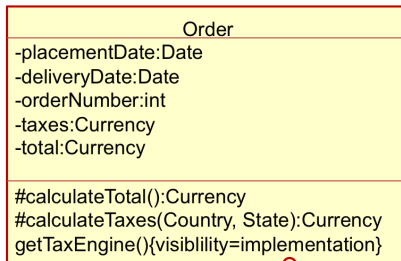 Order
-placementDate:Date
-deliveryDate:Date
-orderNumber:int
-taxes:Currency
-total:Currency
#calculateTotal():Currency
#calculateTaxes(Country, State):Currency
getTaxEngine(){visiblility=implementation}